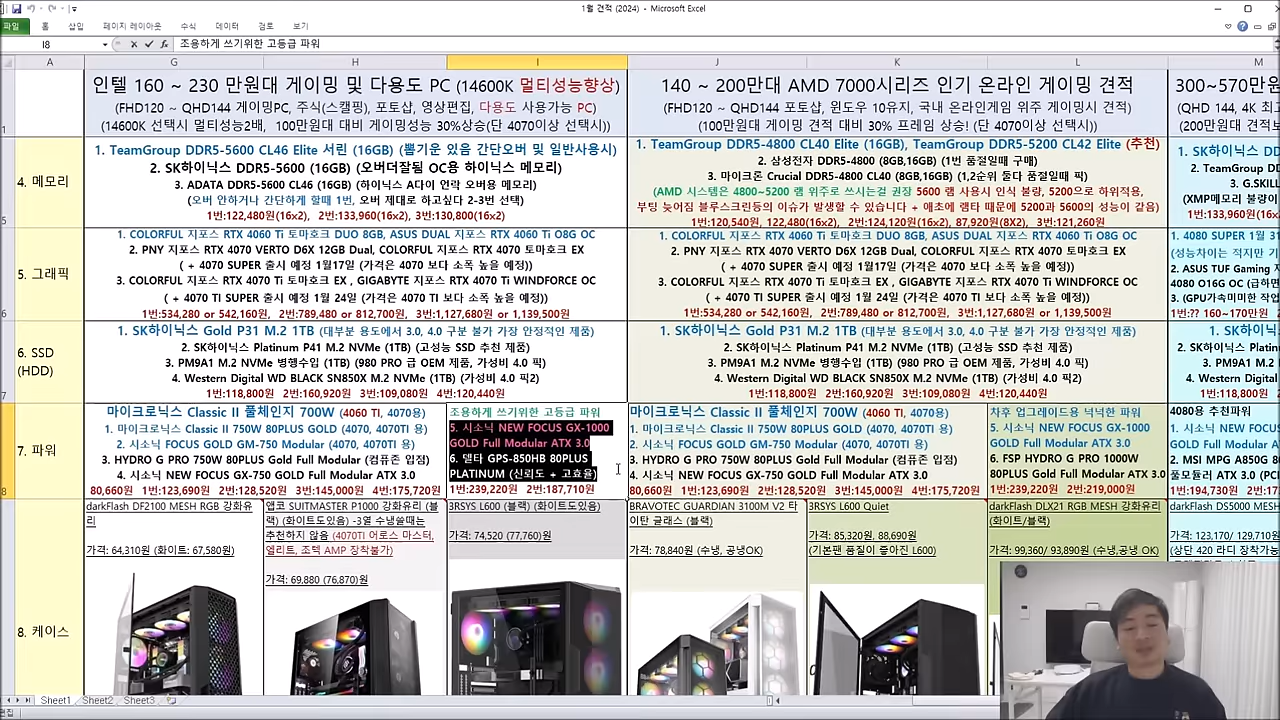 1월 견적 (2024) - Microsoft Excel
파일 홈 삽입 페이지 레이아웃 수식 데이터 검토 보기
I8 fx 조용하게 쓰기위한 고등급 파워
A G H I J K L M
1
인텔 160 ~ 230 만원대 게이밍 및 다용도 PC (14600K 멀티성능향상)
(FHD120 ~ QHD144 게이밍PC, 주식(스캘핑), 포토샵, 영상편집, 다용도 사용가능 PC)
(14600K 선택시 멀티성능2배, 100만원대 대비 게이밍성능 30%상승(단 4070이상 선택시))
140 ~ 200만대 AMD 7000시리즈 인기 온라인 게이밍 견적
(FHD120 ~ QHD144 포토샵, 윈도우 10유지, 국내 온라인게임 위주 게이밍시 견적)
(100만원대 게이밍 견적 대비 30% 프레임 상승! (단 4070이상 선택시))
300~570만원
(QHD 144, 4K 최고
(200만원대 견적보
4. 메모리
5
1. TeamGroup DDR5-5600 CL46 Elite 서린 (16GB) (뽑기운 있음 간단오버 및 일반사용시)
2. SK하이닉스 DDR5-5600 (16GB) (오버더잘됨 OC용 하이닉스 메모리)
3. ADATA DDR5-5600 CL46 (16GB) (하이닉스 A다이 언락 오버용 메모리)
(오버 안하거나 간단하게 할때 1번, 오버 제대로 하고싶다 2-3번 선택)
1번:122,480원(16x2), 2번:133,960(16x2), 3번:130,800(16x2)
1. TeamGroup DDR5-4800 CL40 Elite (16GB), TeamGroup DDR5-5200 CL42 Elite (추천)
2. 삼성전자 DDR5-4800 (8GB,16GB) (1번 품절일때 구매)
3. 마이크론 Crucial DDR5-4800 CL40 (8GB,16GB) (1,2순위 둘다 품절일때 픽)
(AMD 시스템은 4800~5200 램 위주로 쓰시는걸 권장 5600 램 사용시 인식 불량, 5200으로 하위적용,
부팅 늦어짐 블루스크린등의 이슈가 발생할 수 있습니다 + 애초에 램타 때문에 5200과 5600의 성능이 같음)
1번:120,540원, 122,480(16x2), 2번:124,120원(16x2), 87,920원(8X2), 3번:121,260원)
1. SK하이닉스 DD
2. TeamGroup DD
3. G.SKILL
(XMP메모리 불량이
1번:133,960원(16x2
5. 그래픽
6
1. COLORFUL 지포스 RTX 4060 Ti 토마호크 DUO 8GB, ASUS DUAL 지포스 RTX 4060 Ti O8G OC
2. PNY 지포스 RTX 4070 VERTO D6X 12GB Dual, COLORFUL 지포스 RTX 4070 토마호크 EX
( + 4070 SUPER 출시 예정 1월17일 (가격은 4070 보다 소폭 높을 예정))
3. COLORFUL 지포스 RTX 4070 Ti 토마호크 EX , GIGABYTE 지포스 RTX 4070 Ti WINDFORCE OC
( + 4070 TI SUPER 출시 예정 1월 24일 (가격은 4070 TI 보다 소폭 높을 예정))
1번:534,280 or 542,160원, 2번:789,480 or 812,700원, 3번:1,127,680원 or 1,139,500원
1. COLORFUL 지포스 RTX 4060 Ti 토마호크 DUO 8GB, ASUS DUAL 지포스 RTX 4060 Ti O8G OC
2. PNY 지포스 RTX 4070 VERTO D6X 12GB Dual, COLORFUL 지포스 RTX 4070 토마호크 EX
( + 4070 SUPER 출시 예정 1월17일 (가격은 4070 보다 소폭 높을 예정))
3. COLORFUL 지포스 RTX 4070 Ti 토마호크 EX , GIGABYTE 지포스 RTX 4070 Ti WINDFORCE OC
( + 4070 TI SUPER 출시 예정 1월 24일 (가격은 4070 TI 보다 소폭 높을 예정))
1번:534,280 or 542,160원, 2번:789,480 or 812,700원, 3번:1,127,680원 or 1,139,500원
1. 4080 SUPER 1월 31
(성능차이는 적지만 기
2. ASUS TUF Gaming
4080 O16G OC (급하면
3. (GPU가속미미한 작업
1번:?? 160~170만원
6. SSD
(HDD)
7
1. SK하이닉스 Gold P31 M.2 1TB (대부분 용도에서 3.0, 4.0 구분 불가 가장 안정적인 제품)
2. SK하이닉스 Platinum P41 M.2 NVMe (1TB) (고성능 SSD 추천 제품)
3. PM9A1 M.2 NVMe 병행수입 (1TB) (980 PRO 급 OEM 제품, 가성비 4.0 픽)
4. Western Digital WD BLACK SN850X M.2 NVMe (1TB) (가성비 4.0 픽2)
1번:118,800원 2번:160,920원 3번:109,080원 4번:120,440원
1. SK하이닉스 Gold P31 M.2 1TB (대부분 용도에서 3.0, 4.0 구분 불가 가장 안정적인 제품)
2. SK하이닉스 Platinum P41 M.2 NVMe (1TB) (고성능 SSD 추천 제품)
3. PM9A1 M.2 NVMe 병행수입 (1TB) (980 PRO 급 OEM 제품, 가성비 4.0 픽)
4. Western Digital WD BLACK SN850X M.2 NVMe (1TB) (가성비 4.0 픽2)
1번:118,800원 2번:160,920원 3번:109,080원 4번:120,440원
1. SK하이닉
2. SK하이닉스 Platin
3. PM9A1 M.2 NVMe
4. Western Digital W
1번:118,800원
7. 파워
8
마이크로닉스 Classic II 풀체인지 700W (4060 TI, 4070용)
1. 마이크로닉스 Classic II 750W 80PLUS GOLD (4070, 4070TI 용)
2. 시소닉 FOCUS GOLD GM-750 Modular (4070, 4070TI 용)
3. HYDRO G PRO 750W 80PLUS Gold Full Modular (컴퓨존 입점)
4. 시소닉 NEW FOCUS GX-750 GOLD Full Modular ATX 3.0
80,660원 1번:123,690원 2번:128,520원 3번:145,000원 4번:175,720원
조용하게 쓰기위한 고등급 파워
5. 시소닉 NEW FOCUS GX-1000
GOLD Full Modular ATX 3.0
6. 델타 GPS-850HB 80PLUS
PLATINUM (신뢰도 + 고효율)
1번:239,220원 2번:187,710원
마이크로닉스 Classic II 풀체인지 700W (4060 TI, 4070용)
1. 마이크로닉스 Classic II 750W 80PLUS GOLD (4070, 4070TI 용)
2. 시소닉 FOCUS GOLD GM-750 Modular (4070, 4070TI 용)
3. HYDRO G PRO 750W 80PLUS Gold Full Modular (컴퓨존 입점)
4. 시소닉 NEW FOCUS GX-750 GOLD Full Modular ATX 3.0
80,660원 1번:123,690원 2번:128,520원 3번:145,000원 4번:175,720원
차후 업그레이드용 넉넉한 파워
5. 시소닉 NEW FOCUS GX-1000
GOLD Full Modular ATX 3.0
6. FSP HYDRO G PRO 1000W
80PLUS Gold Full Modular ATX 3.0
1번:239,220원 2번:219,000원
4080용 추천파워
1. 마이크로닉스 Classi
2. MSI MPG A850G 80
풀모듈러 ATX3.0 (PCI
1번:194,730원 2번:17
8. 케이스
darkFlash DF2100 MESH RGB 강화유
리
가격: 64,310원 (화이트: 67,580원)
앱코 SUITMASTER P1000 강화유리 (블
랙) (화이트도있음) -3열 수냉쓸때는
추천하지 않음 (4070Ti 어로스 마스터,
엘리트, 조텍 AMP 장착불가)
가격: 69,880 (76,870)원
3RSYS L600 (블랙) (화이트도있음)
가격: 74,520 (77,760)원
BRAVOTEC GUARDIAN 3100M V2 타
이탄 글래스 (블랙)
가격: 78,840원 (수냉, 공냉OK)
3RSYS L600 Quiet
가격: 85,320원, 88,690원
(기본팬 품질이 좋아진 L600)
darkFlash DLX21 RGB MESH 강화유리
(화이트/블랙)
가격: 99,360/ 93,890원 (수냉,공냉 OK)
darkFlash DS5000 MESH
가격: 123,170/ 129,710원
(상단 420 라디 장착가능
Sheet1 Sheet2 Sheet3
편집